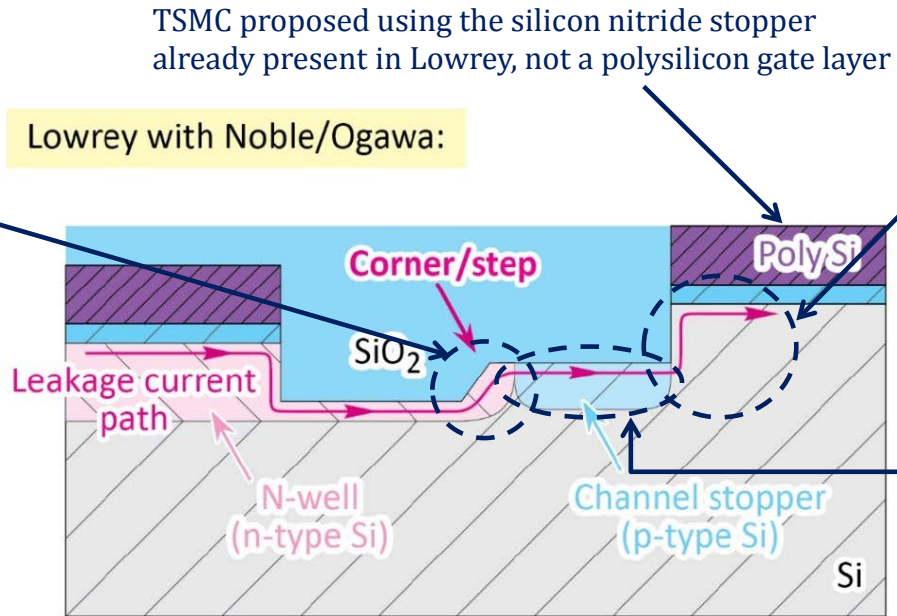 TSMC proposed using the silicon nitride stopper
already present in Lowrey, not a polysilicon gate layer
Lowrey with Noble/Ogawa:
Corner/step
Poly Si
SiO₂
Leakage current
path
N-well
(n-type Si)
Channel stopper
(p-type Si)
Si